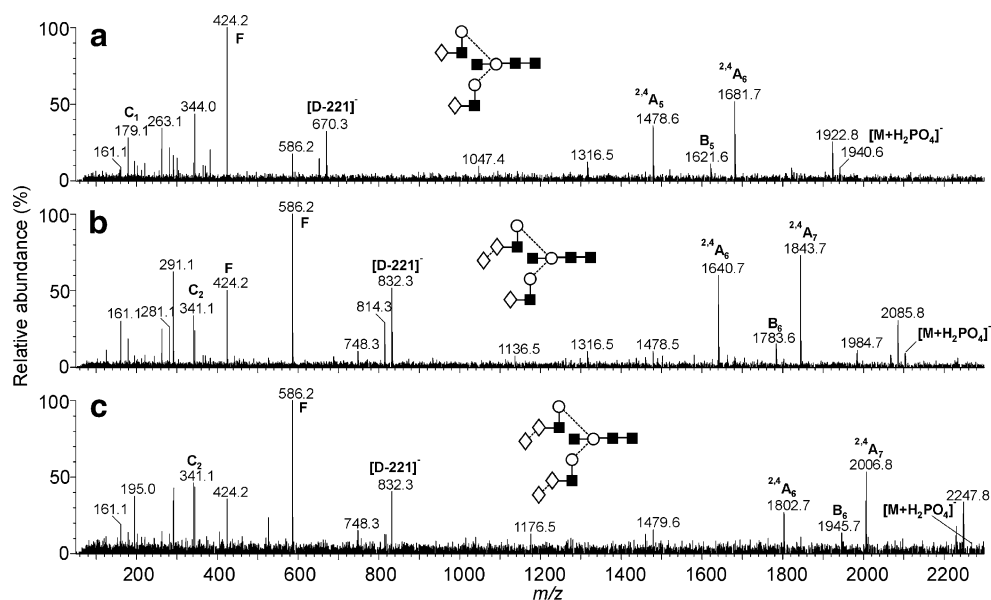 Relative abundance (%)
a
100
50
0
161.1
C1
179.1
263.1
344.0
424.2
F
586.2
[D-221]-
670.3
1047.4
1316.5
2,4A5
1478.6
B5
1621.6
2,4A6
1681.7
1922.8
[M+H2PO4]-
1940.6
b
100
50
0
161.1
281.1
291.1
C2
341.1
F
424.2
586.2
F
748.3
814.3
[D-221]-
832.3
1136.5
1316.5
1478.5
2,4A6
1640.7
B6
1783.6
2,4A7
1843.7
1984.7
2085.8
[M+H2PO4]-
c
100
50
0
161.1
195.0
C2
341.1
424.2
586.2
F
748.3
[D-221]-
832.3
1176.5
1479.6
2,4A6
1802.7
B6
1945.7
2,4A7
2006.8
[M+H2PO4]-
2247.8
200 400 600 800 1000 1200 1400 1600 1800 2000 2200
m/z